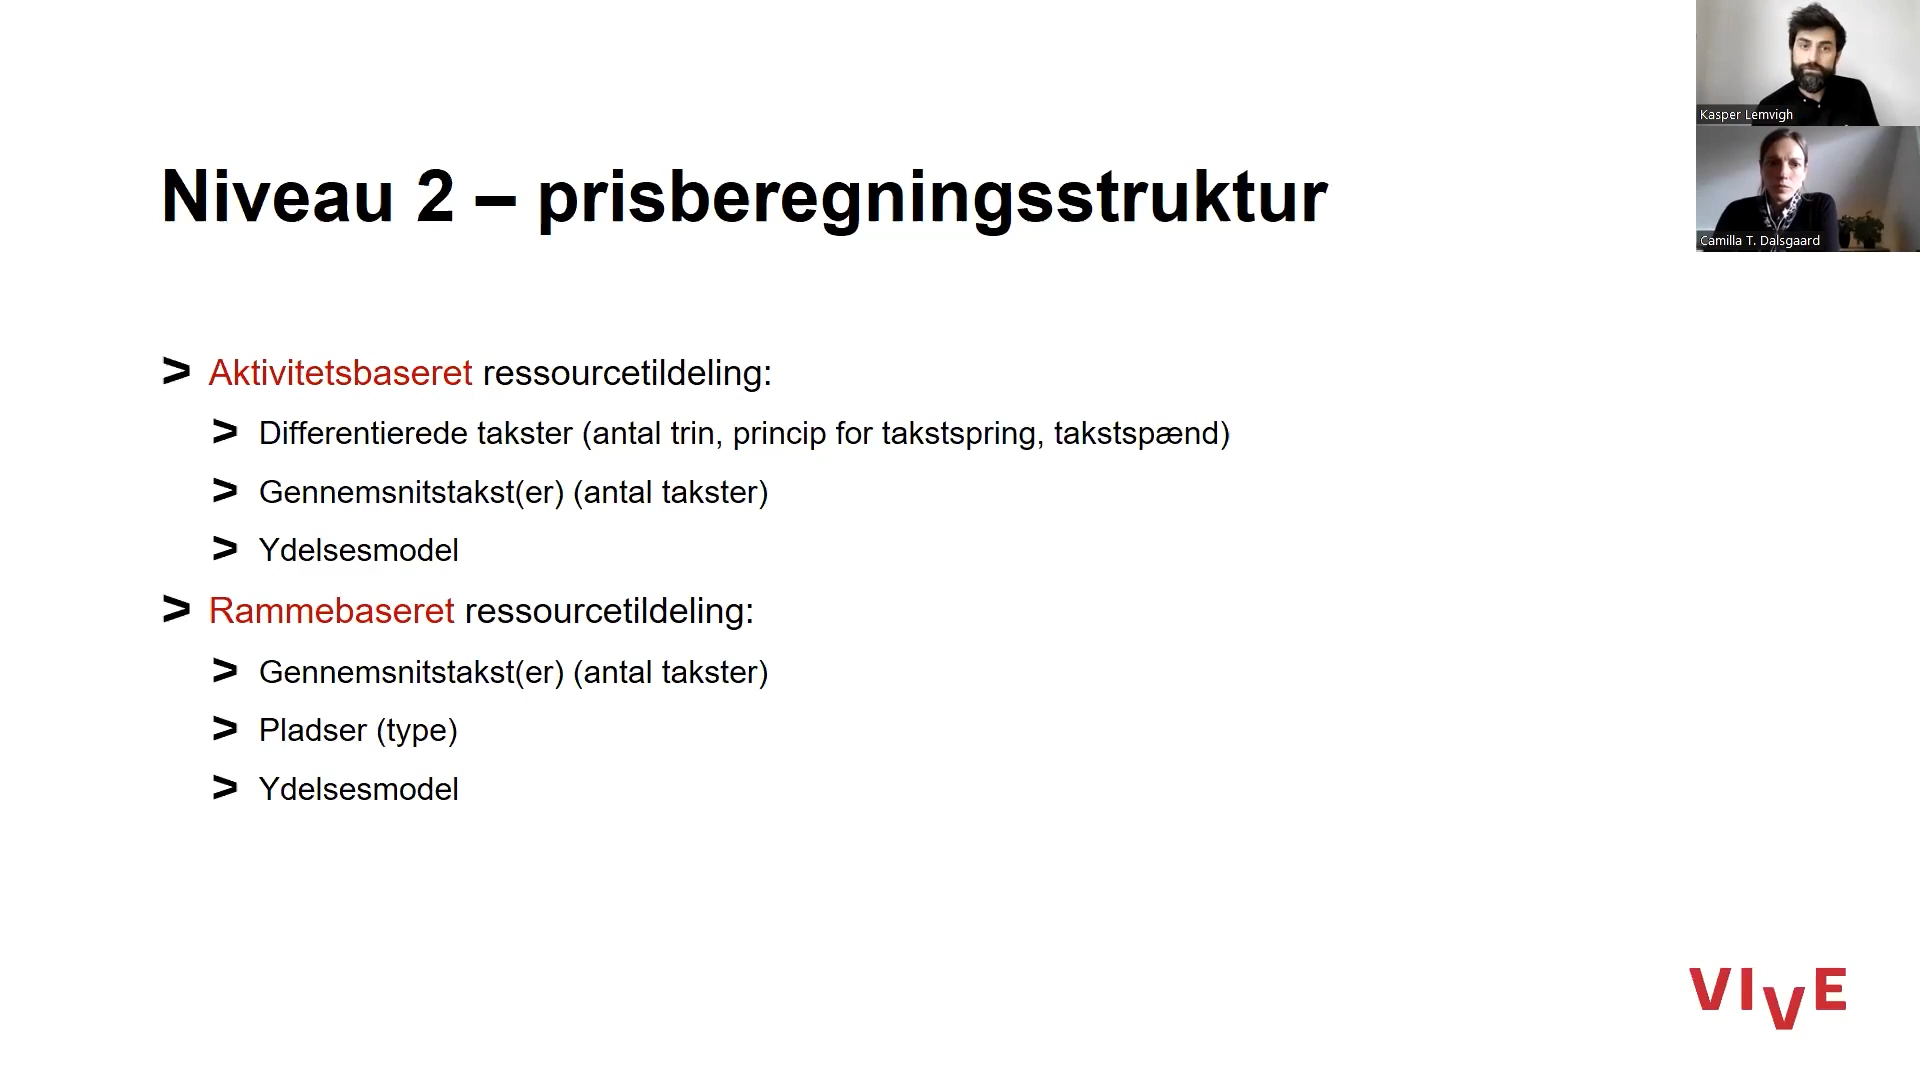 Niveau 2 – prisberegningsstruktur
> Aktivitetsbaseret ressourcetildeling:
> Differentierede takster (antal trin, princip for takstspring, takstspænd)
> Gennemsnitstakst(er) (antal takster)
> Ydelsesmodel
> Rammebaseret ressourcetildeling:
> Gennemsnitstakst(er) (antal takster)
> Pladser (type)
> Ydelsesmodel
Kasper Lemvigh
Camilla T. Dalsgaard
VIVE